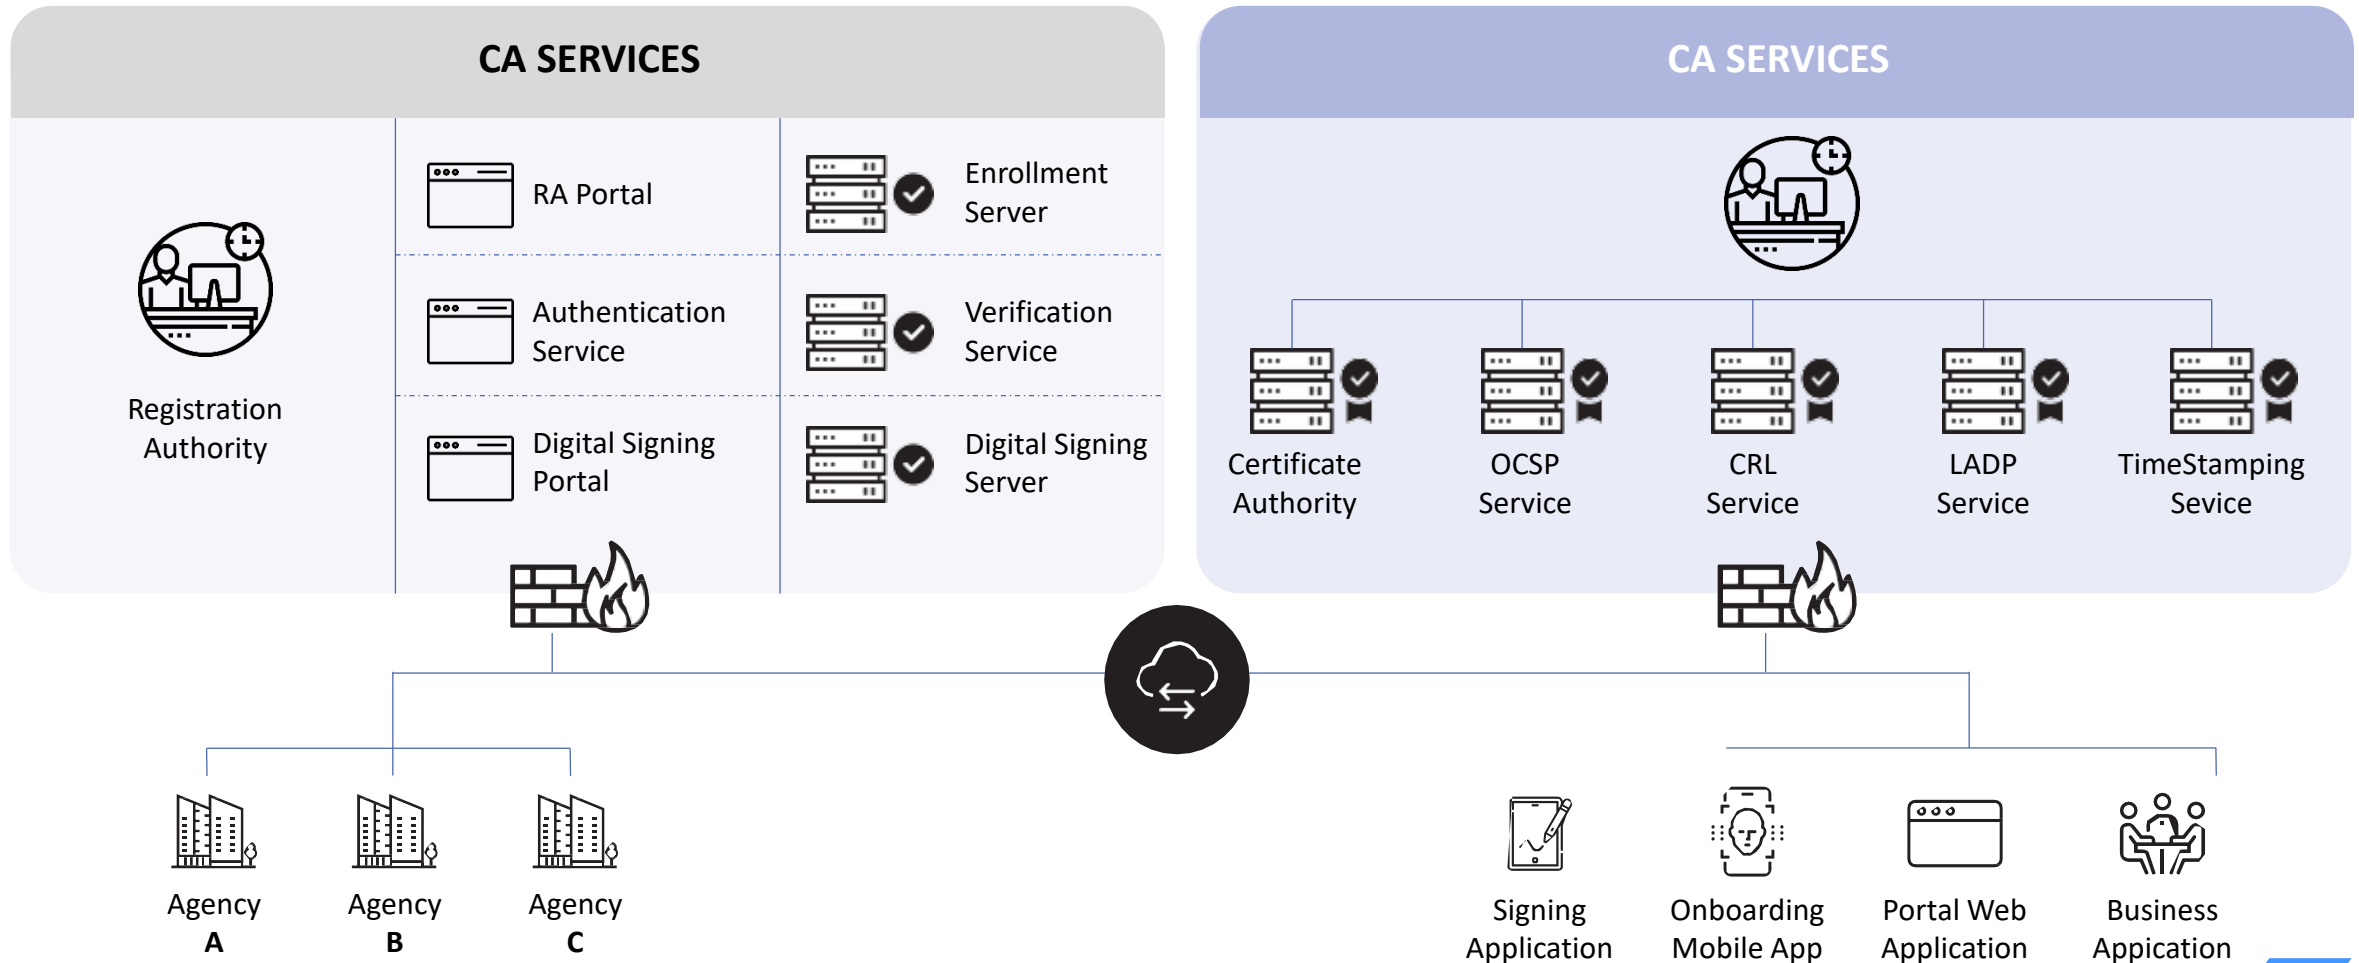 CA SERVICES
Registration
Authority
RA Portal
Enrollment
Server
Authentication
Service
Verification
Service
Digital Signing
Portal
Digital Signing
Server
CA SERVICES
Certificate
Authority
OCSP
Service
CRL
Service
LADP
Service
TimeStamping
Sevice
Agency
A
Agency
B
Agency
C
Signing
Application
Onboarding
Mobile App
Portal Web
Application
Business
Appication